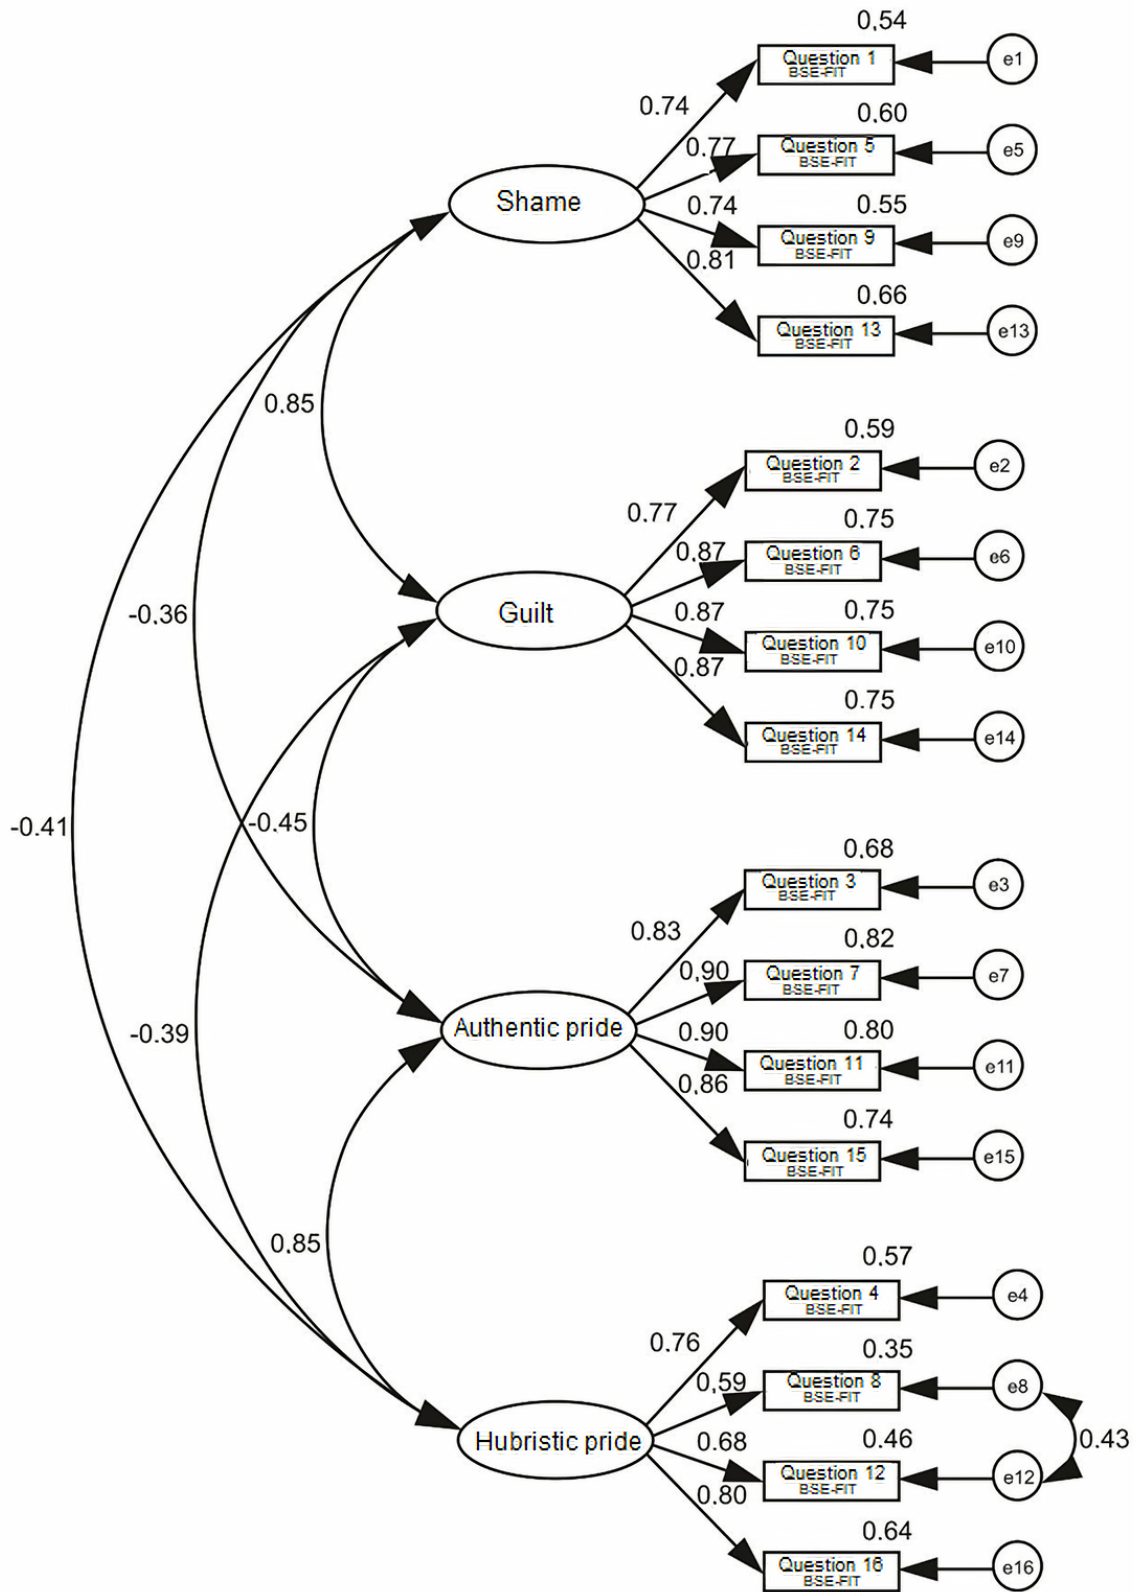 0.54
Question 1
BSE-FIT
e1
0.74
0.60
Question 5
BSE-FIT
e5
0.77
Shame
0.55
Question 9
BSE-FIT
e9
0.74
0.66
Question 13
BSE-FIT
e13
0.81
0.85
0.59
Question 2
BSE-FIT
e2
0.77
0.75
Question 6
BSE-FIT
e6
0.87
-0.36
Guilt
0.75
Question 10
BSE-FIT
e10
0.87
0.75
Question 14
BSE-FIT
e14
0.87
-0.41
-0.45
0.68
Question 3
BSE-FIT
e3
0.83
0.82
Question 7
BSE-FIT
e7
0.90
-0.39
Authentic pride
0.80
Question 11
BSE-FIT
e11
0.90
0.74
Question 15
BSE-FIT
e15
0.86
0.85
0.57
Question 4
BSE-FIT
e4
0.76
0.35
Question 8
BSE-FIT
e8
0.59
Hubristic pride
0.43
0.46
Question 12
BSE-FIT
e12
0.68
0.64
Question 16
BSE-FIT
e16
0.80